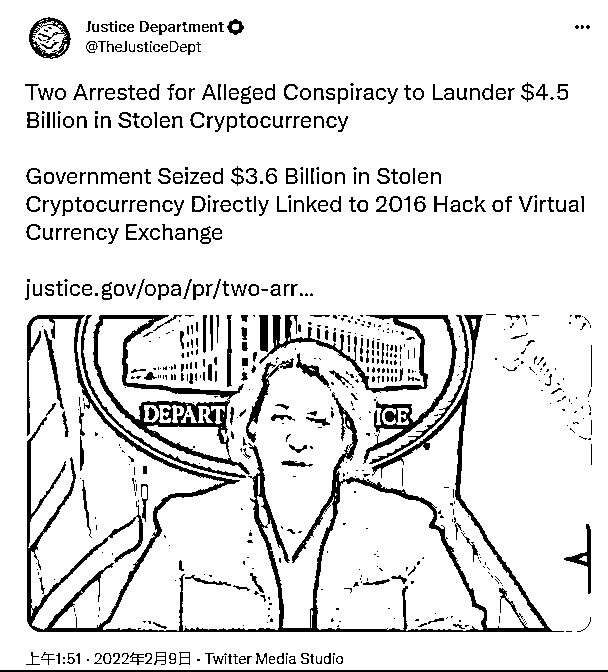 Justice Department
@TheJusticeDept
Two Arrested for Alleged Conspiracy to Launder $4.5
Billion in Stolen Cryptocurrency
Government Seized $3.6 Billion in Stolen
Cryptocurrency Directly Linked to 2016 Hack of Virtual
Currency Exchange
justice.gov/opa/pr/two-arr...
DEPART ICE
上午1:51 · 2022年2月9日 · Twitter Media Studio